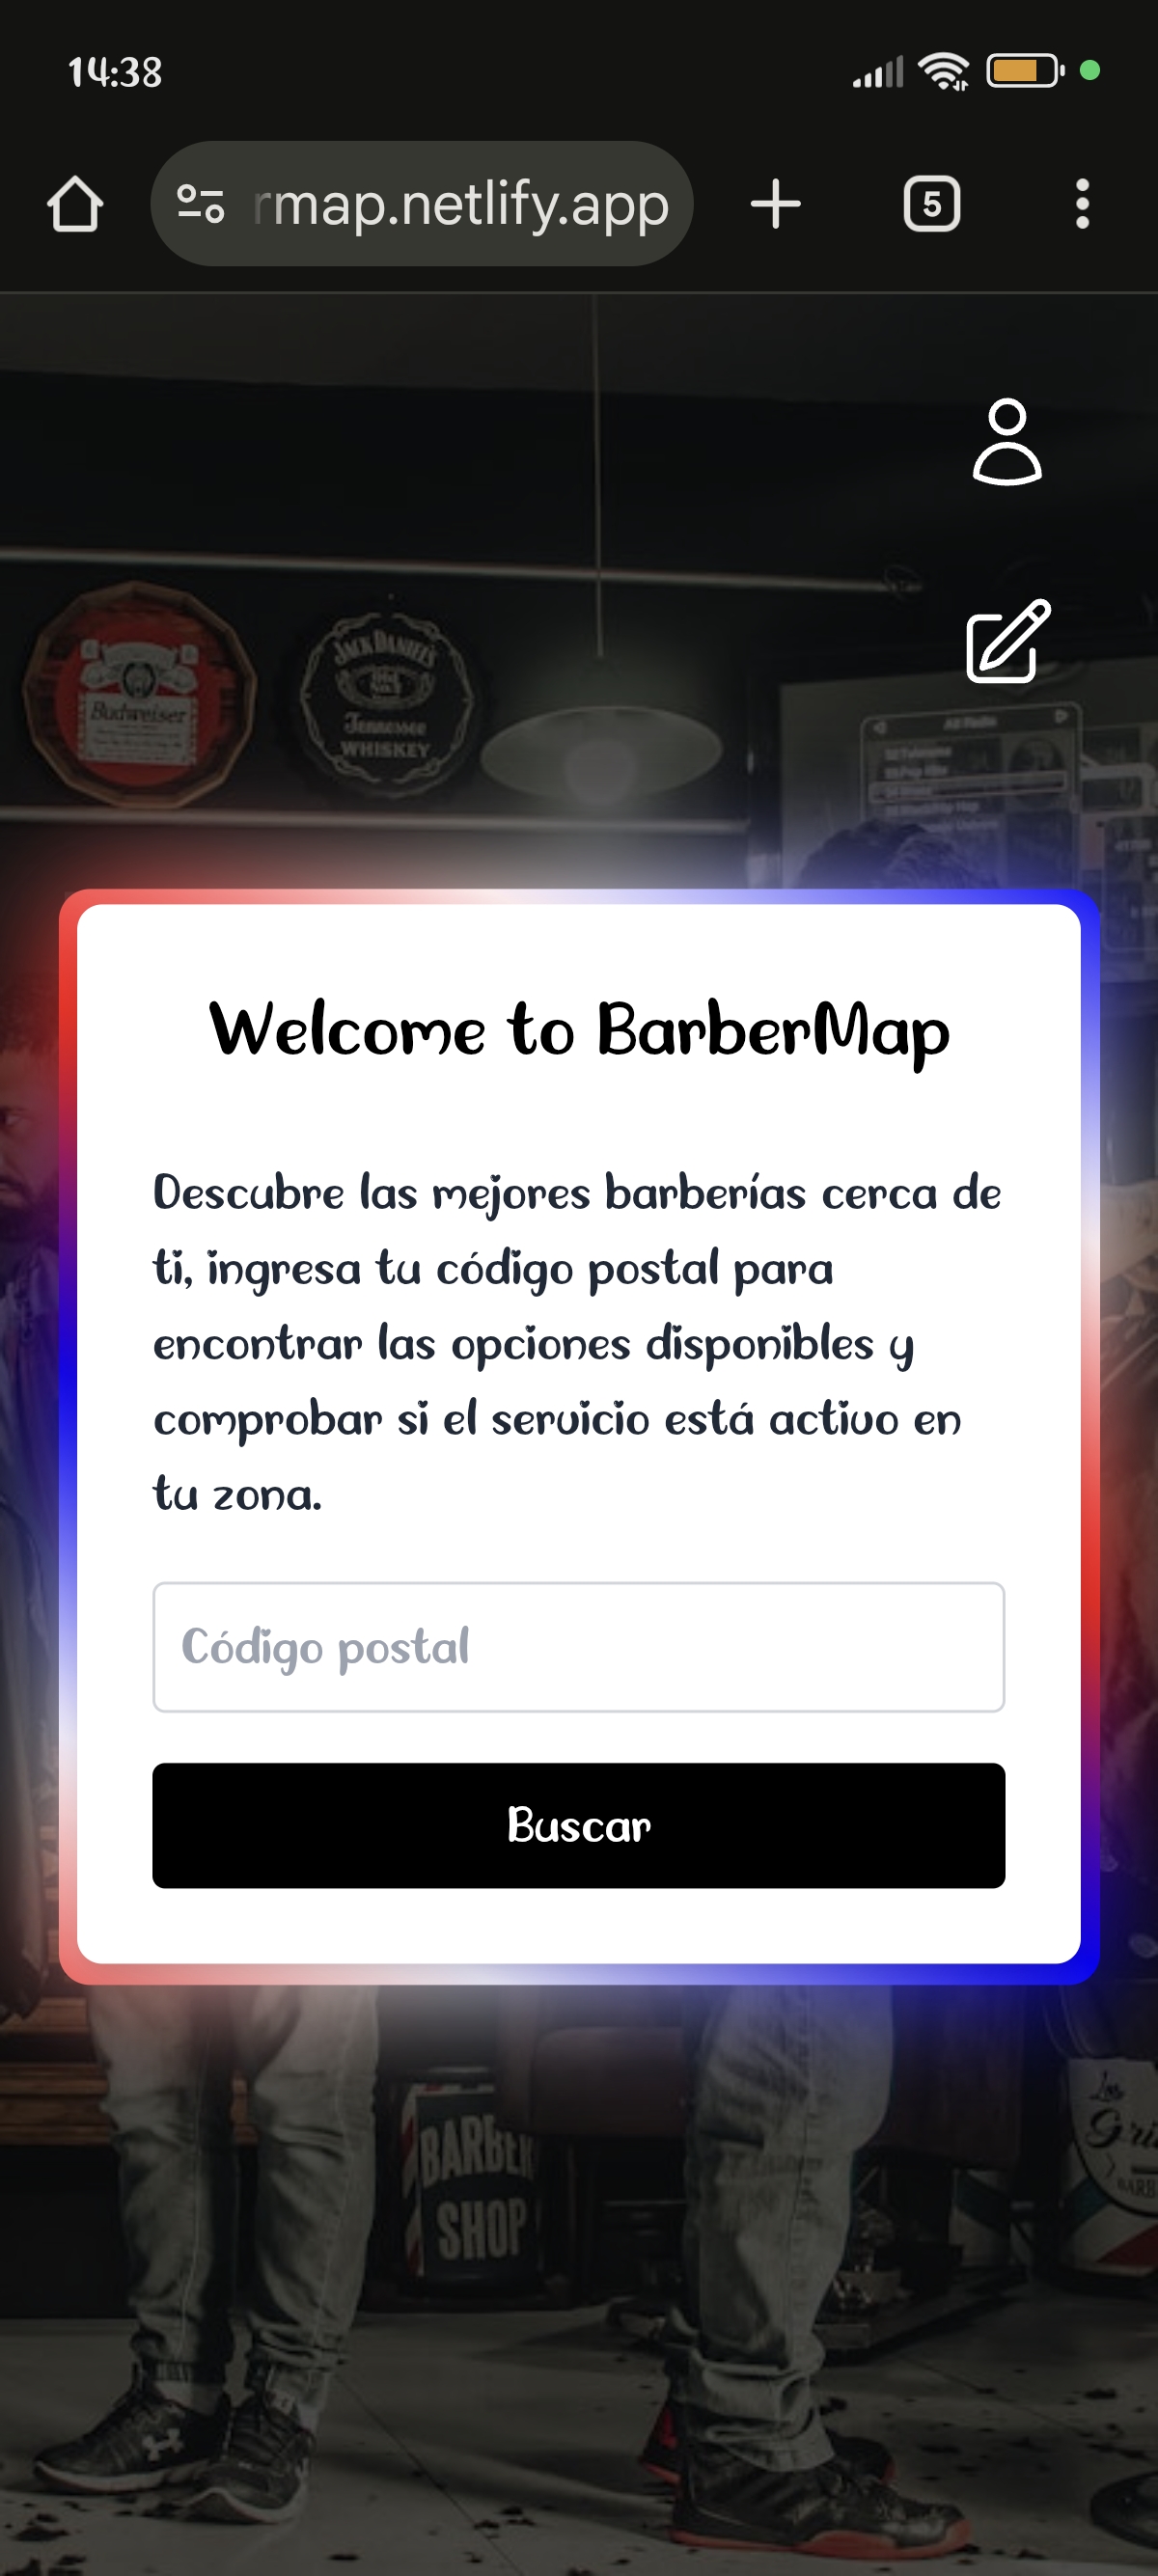 14:38
rmap.netlify.app
5
Budweiser
JACK DANIEL'S
Tennessee
WHISKEY
Welcome to BarberMap
Descubre las mejores barberías cerca de
ti, ingresa tu código postal para
encontrar las opciones disponibles y
comprobar si el servicio está activo en
tu zona.
Código postal
Buscar
BARBER
SHOP